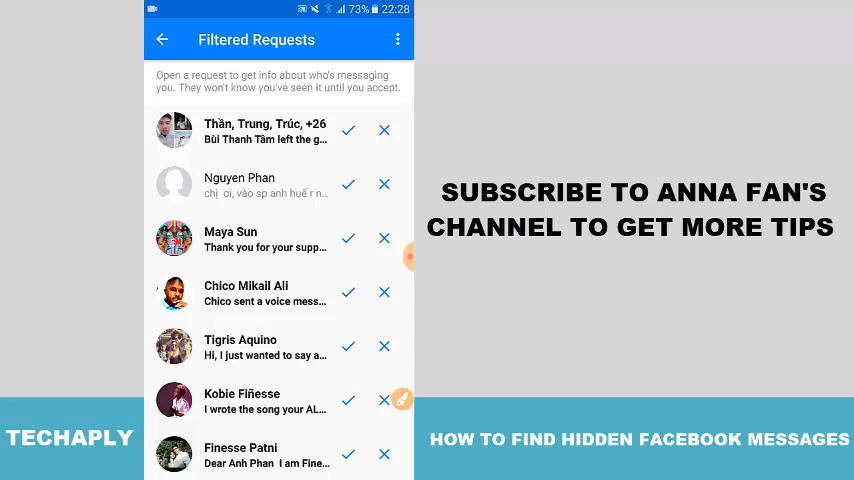 73% 22:28
Filtered Requests
Open a request to get info about who's messaging
you. They won't know you've seen it until you accept.
Thần, Trung, Trúc, +26
Bùi Thanh Tâm left the g...
Nguyen Phan
chị ơi, vào sp anh huế r n...
Maya Sun
Thank you for your supp...
Chico Mikail Ali
Chico sent a voice mess...
Tigris Aquino
Hi, I just wanted to say a...
Kobie Fiñesse
I wrote the song your AL...
Finesse Patni
Dear Anh Phan I am Fine...
SUBSCRIBE TO ANNA FAN'S
CHANNEL TO GET MORE TIPS
TECHAPLY
HOW TO FIND HIDDEN FACEBOOK MESSAGES